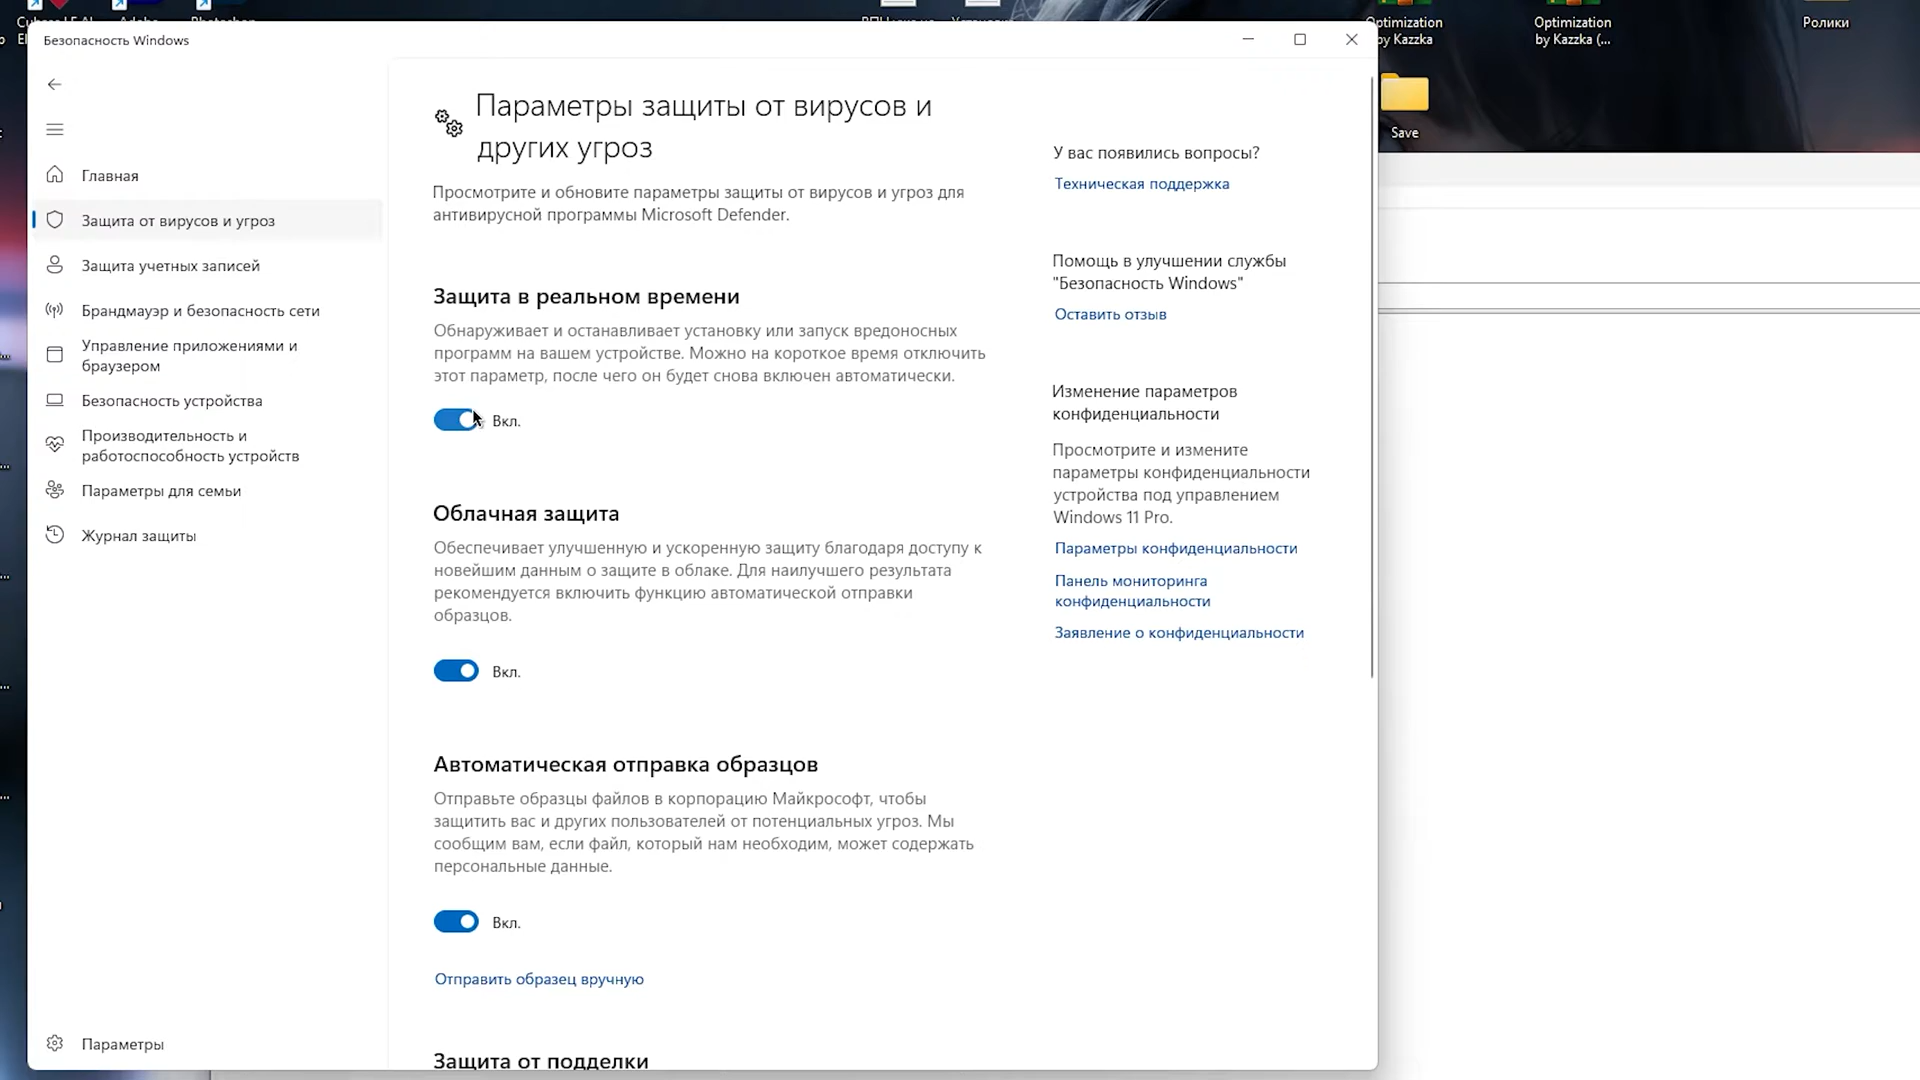 Optimization
by Kazzka
Optimization
by Kazzka (...
Ролики
Save
Безопасность Windows
Главная
Защита от вирусов и угроз
Защита учетных записей
Брандмауэр и безопасность сети
Управление приложениями и
браузером
Безопасность устройства
Производительность и
работоспособность устройств
Параметры для семьи
Журнал защиты
Параметры
Параметры защиты от вирусов и
других угроз
Просмотрите и обновите параметры защиты от вирусов и угроз для
антивирусной программы Microsoft Defender.
Защита в реальном времени
Обнаруживает и останавливает установку или запуск вредоносных
программ на вашем устройстве. Можно на короткое время отключить
этот параметр, после чего он будет снова включен автоматически.
Вкл.
Облачная защита
Обеспечивает улучшенную и ускоренную защиту благодаря доступу к
новейшим данным о защите в облаке. Для наилучшего результата
рекомендуется включить функцию автоматической отправки
образцов.
Вкл.
Автоматическая отправка образцов
Отправьте образцы файлов в корпорацию Майкрософт, чтобы
защитить вас и других пользователей от потенциальных угроз. Мы
сообщим вам, если файл, который нам необходим, может содержать
персональные данные.
Вкл.
Отправить образец вручную
Защита от подделки
У вас появились вопросы?
Техническая поддержка
Помощь в улучшении службы
"Безопасность Windows"
Оставить отзыв
Изменение параметров
конфиденциальности
Просмотрите и измените
параметры конфиденциальности
устройства под управлением
Windows 11 Pro.
Параметры конфиденциальности
Панель мониторинга
конфиденциальности
Заявление о конфиденциальности